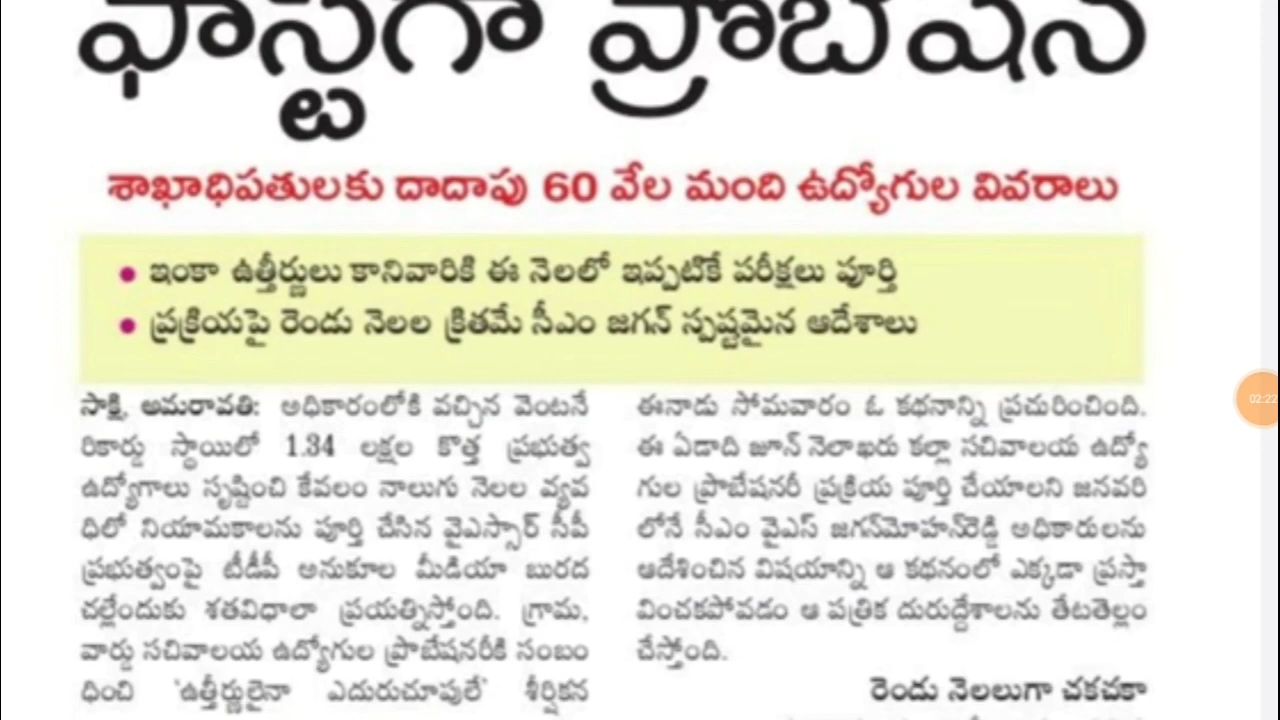 ఫాస్ట్‌గా ప్రొబేషన్
శాఖాధిపతులకు దాదాపు 60 వేల మంది ఉద్యోగుల వివరాలు
● ఇంకా ఉత్తీర్ణులు కానివారికి ఈ నెలలో ఇప్పటికే పరీక్షలు పూర్తి
● ప్రక్రియపై రెండు నెలల క్రితమే సీఎం జగన్ స్పష్టమైన ఆదేశాలు
సాక్షి, అమరావతి: అధికారంలోకి వచ్చిన వెంటనే
రికార్డు స్థాయిలో 1.34 లక్షల కొత్త ప్రభుత్వ
ఉద్యోగాలు సృష్టించి కేవలం నాలుగు నెలల వ్యవ
ధిలో నియామకాలను పూర్తి చేసిన వైఎస్సార్ సీపీ
ప్రభుత్వంపై టీడీపీ అనుకూల మీడియా బురద
చల్లేందుకు శతవిధాలా ప్రయత్నిస్తోంది. గ్రామ,
వార్డు సచివాలయ ఉద్యోగుల ప్రాబేషనరీకి సంబం
ధించి 'ఉత్తీర్ణులైనా ఎదురుచూపులే' శీర్షికన
ఈనాడు సోమవారం ఓ కథనాన్ని ప్రచురించింది.
ఈ ఏడాది జూన్ నెలాఖరు కల్లా సచివాలయ ఉద్యో
గుల ప్రాబేషనరీ ప్రక్రియ పూర్తి చేయాలని జనవరి
లోనే సీఎం వైఎస్ జగన్‌మోహన్‌రెడ్డి అధికారులను
ఆదేశించిన విషయాన్ని ఆ కథనంలో ఎక్కడా ప్రస్తా
వించకపోవడం ఆ పత్రిక దురుద్దేశాలను తేటతెల్లం
చేస్తోంది.
రెండు నెలలుగా చకచకా
02:22